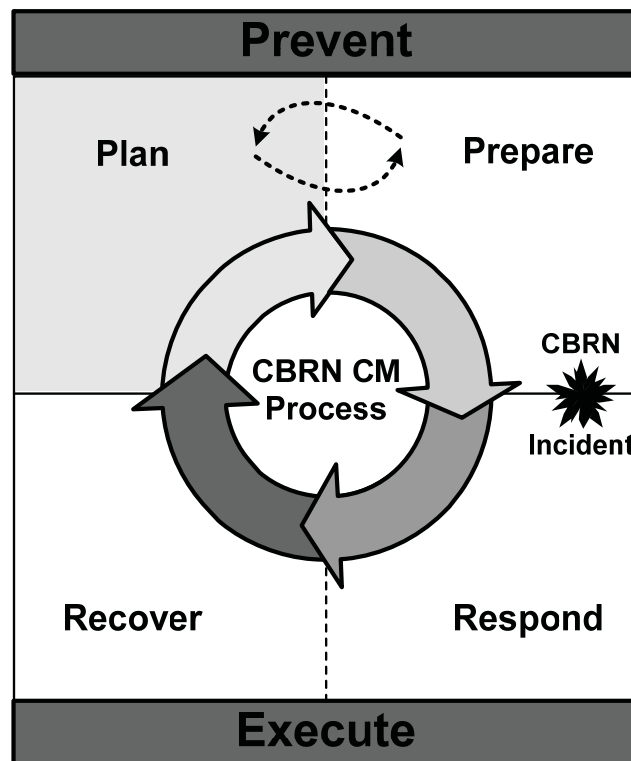 Prevent
Plan
Prepare
CBRN CM
Process
CBRN
Incident
Recover
Respond
Execute